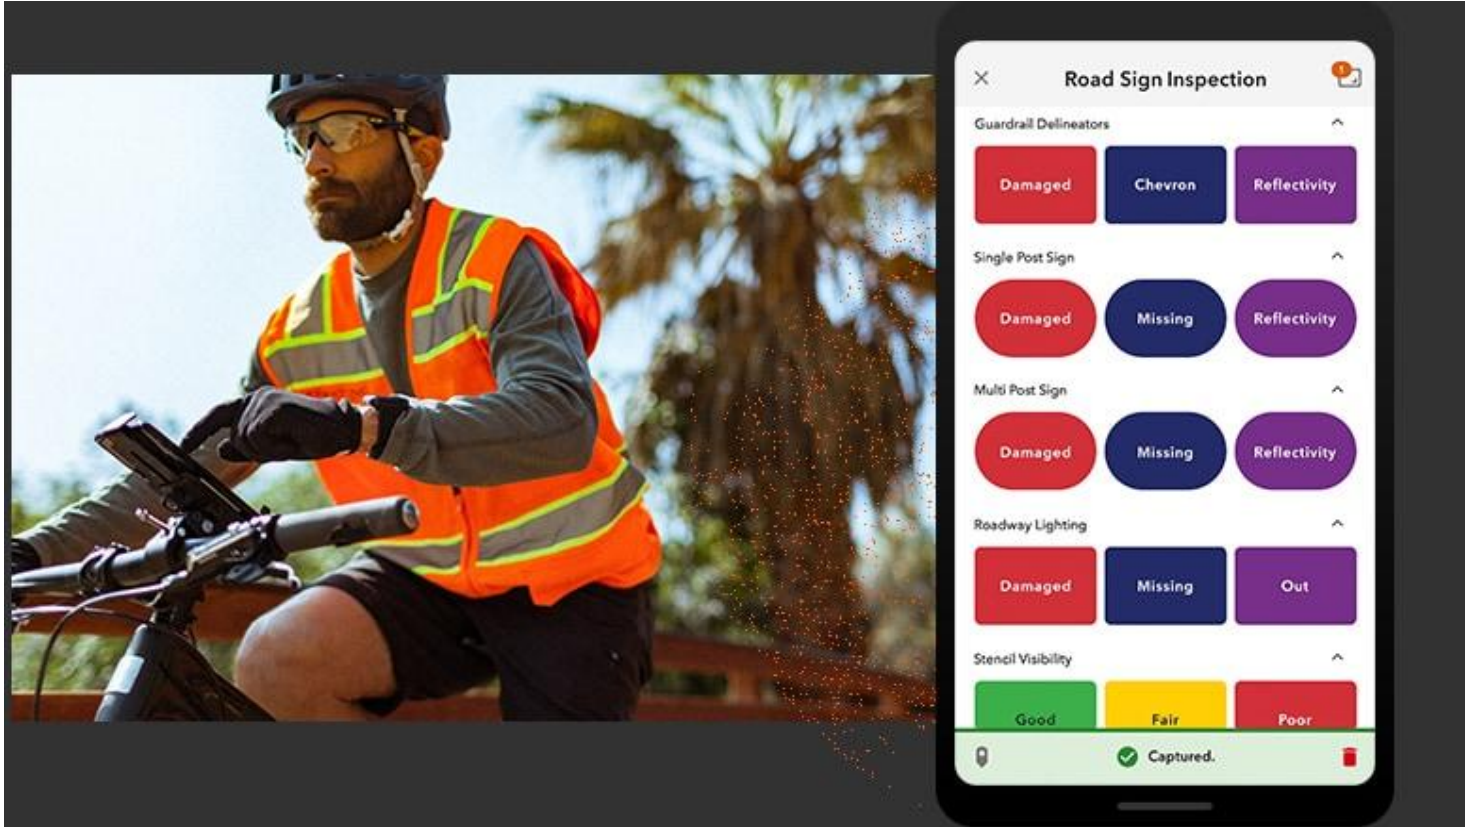 Road Sign Inspection
1
Guardrail Delineators
Damaged
Chevron
Reflectivity
Single Post Sign
Damaged
Missing
Reflectivity
Multi Post Sign
Damaged
Missing
Reflectivity
Roadway Lighting
Damaged
Missing
Out
Stencil Visibility
Good
Fair
Poor
Captured.